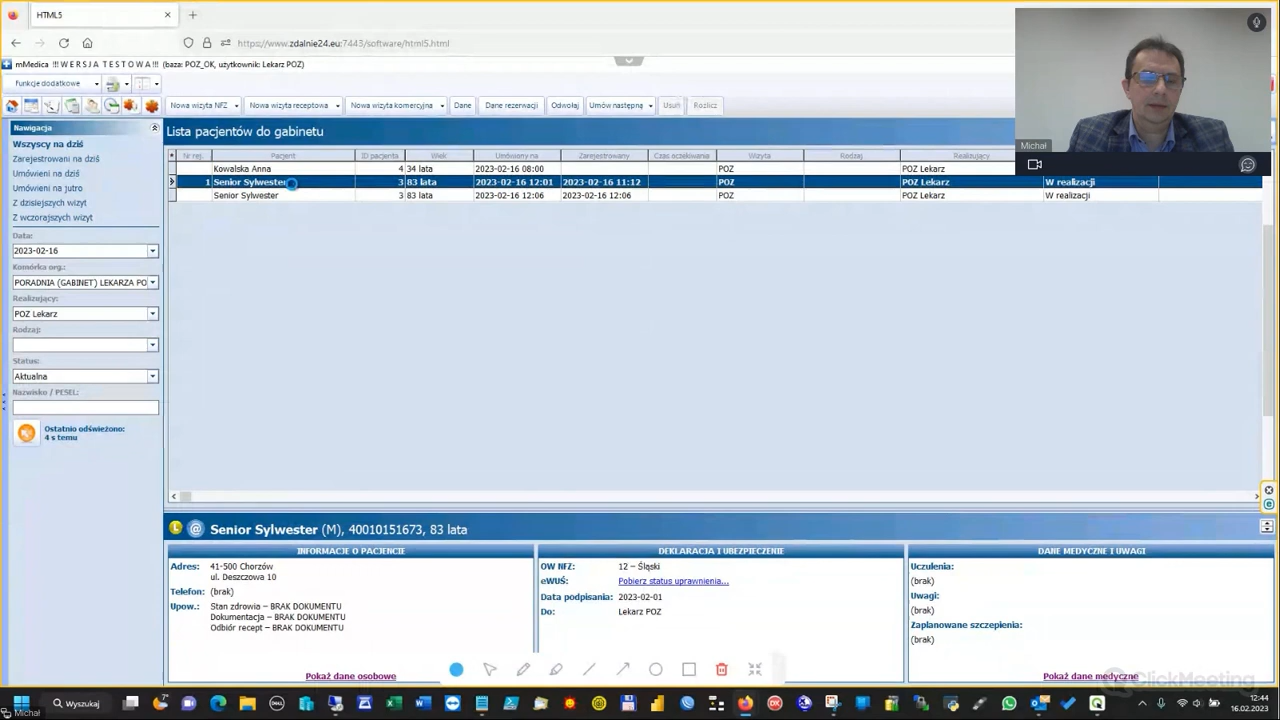 HTML5
https://www.zdalnie24.eu:7443/software/html5.html
mMedica !!! W E R S J A T E S T O W A !!! (baza: POZ_OK, uzytkownik: Lekarz POZ)
Funkcje dodatkowe
Nowa wizyta NFZ Nowa wizyta receptowa Nowa wizyta komercyjna Dane Dane rezerwacji Odwołaj Umów następną Usuń Rozlicz
Michał
Nawigacja
Wszyscy na dziś
Zarejestrowani na dziś
Umówieni na dziś
Umówieni na jutro
Z dzisiejszych wizyt
Z wczorajszych wizyt
Data:
2023-02-16
Komórka org.:
PORADNIA (GABINET) LEKARZA PO
Realizujący:
POZ Lekarz
Rodzaj:
Status:
Aktualna
Nazwisko / PESEL:
Ostatnio odświeżono:
4 s temu
Lista pacjentów do gabinetu
Nr rej. Pacjent ID pacjenta Wiek Umówiony na Zarejestrowany Czas oczekiwania Wizyta Rodzaj Realizujący
Kowalska Anna 4 34 lata 2023-02-16 08:00 POZ POZ Lekarz
1 Senior Sylwester 3 83 lata 2023-02-16 12:01 2023-02-16 11:12 POZ POZ Lekarz W realizacji
Senior Sylwester 3 83 lata 2023-02-16 12:06 2023-02-16 12:06 POZ POZ Lekarz W realizacji
L @ Senior Sylwester (M), 40010151673, 83 lata
INFORMACJE O PACJENCIE
Adres: 41-500 Chorzów
ul. Deszczowa 10
Telefon: (brak)
Upow.: Stan zdrowia – BRAK DOKUMENTU
Dokumentacja – BRAK DOKUMENTU
Odbiór recept – BRAK DOKUMENTU
Pokaż dane osobowe
DEKLARACJA I UBEZPIECZENIE
OW NFZ: 12 – Śląski
eWUŚ: Pobierz status uprawnienia...
Data podpisania: 2023-02-01
Do: Lekarz POZ
DANE MEDYCZNE I UWAGI
Uczulenia:
(brak)
Uwagi:
(brak)
Zaplanowane szczepienia:
(brak)
Pokaż dane medyczne
ClickMeeting
Wyszukaj
12:44
16.02.2023
Michał